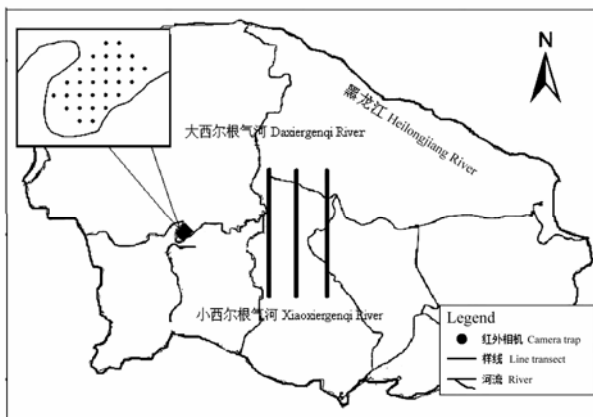 N
黑龙江 Heilongjiang River
大西尔根气河 Daxiergenqi River
小西尔根气河 Xiaoxiergenqi River
Legend
红外相机 Camera trap
样线 Line transect
河流 River